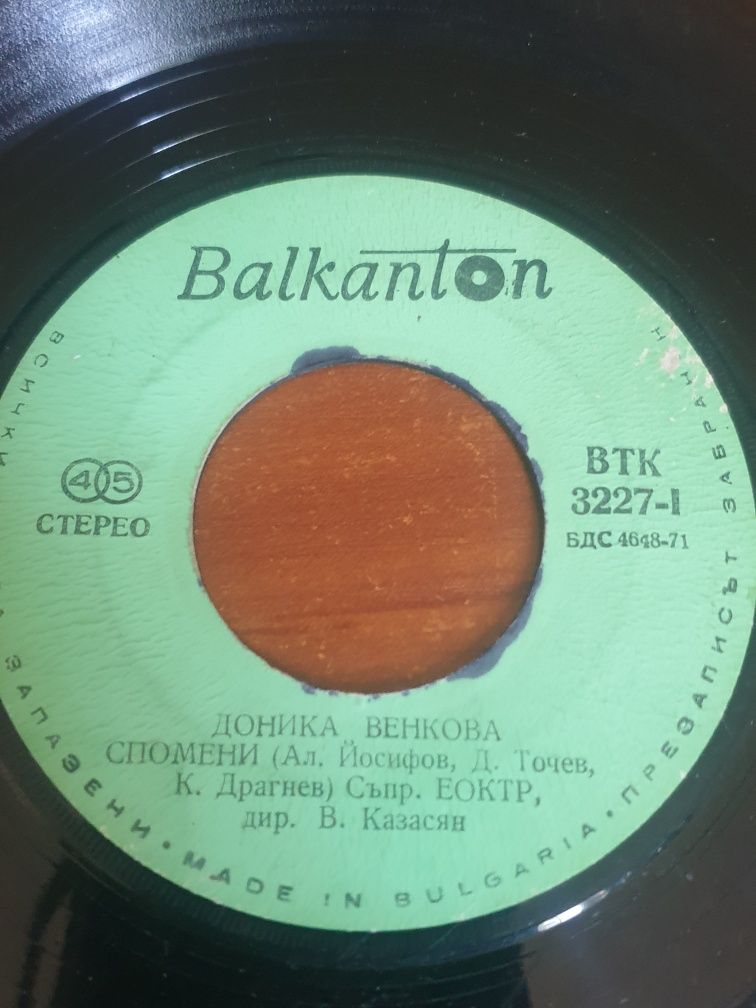 Balkanton
45
СТЕРЕО
ВТК
3227-I
БДС 4648-71
ДОНИКА ВЕНКОВА
СПОМЕНИ (Ал. Йосифов, Д. Точев,
К. Драгнев) Съпр. ЕОКТР,
дир. В. Казасян
ВСИЧКИ
ЗАПАЗЕНИ • MADE IN BULGARIA • ПРЕЗАПИСЪТ ЗАБРАНЕН